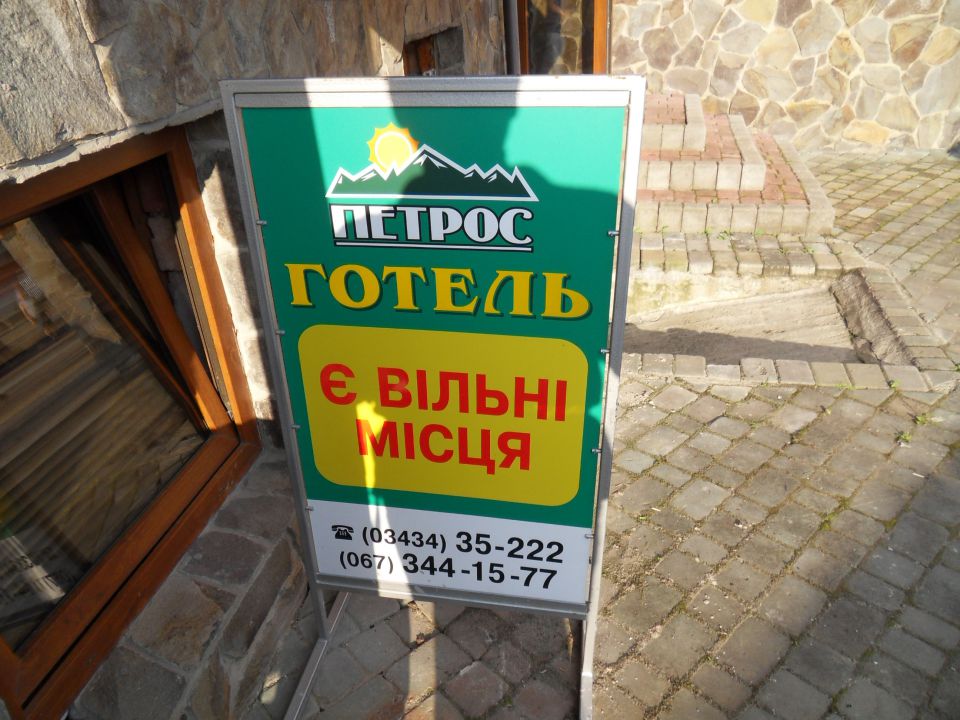 ПЕТРОС
ГОТЕЛЬ
Є ВІЛЬНІ
МІСЦЯ
☎ (03434) 35-222
(067) 344-15-77